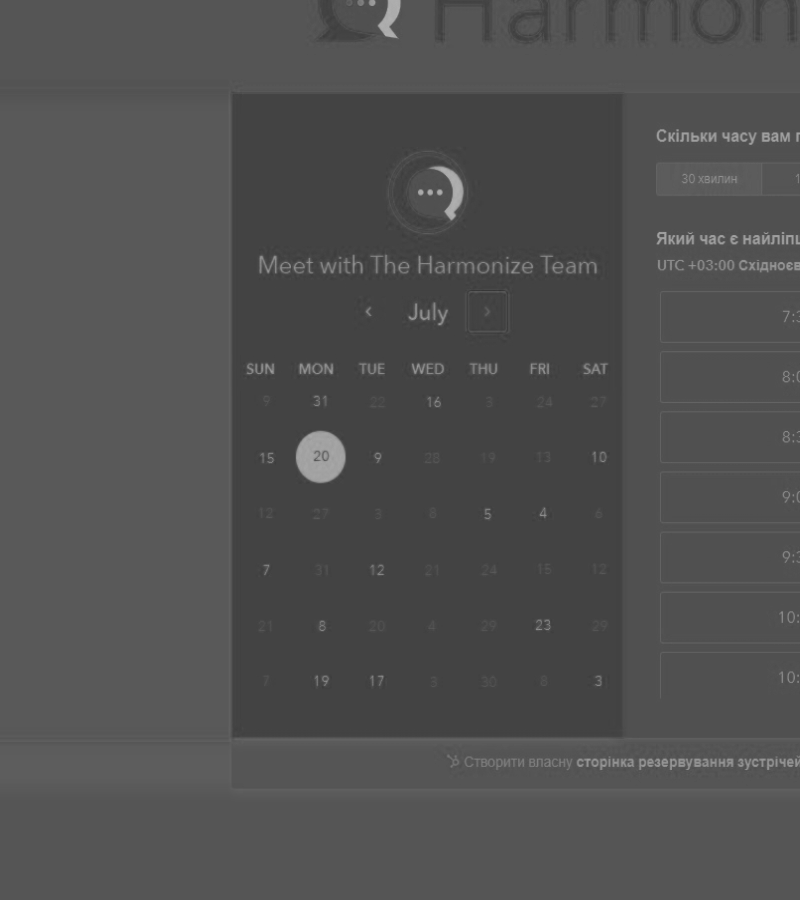 Harmon
Скільки часу вам п
30 хвилин 1
Який час є найліпш
UTC +03:00 Східноєв
Meet with The Harmonize Team
July
SUN MON TUE WED THU FRI SAT
9 31 22 16 3 24 27
15 20 9 28 19 13 10
12 27 3 8 5 4 6
7 31 12 21 24 15 12
21 8 20 4 29 23 29
7 19 17 9 30 8 3
7:3
8:0
8:3
9:0
9:3
10:
10:
Створити власну сторінка резервування зустрічей